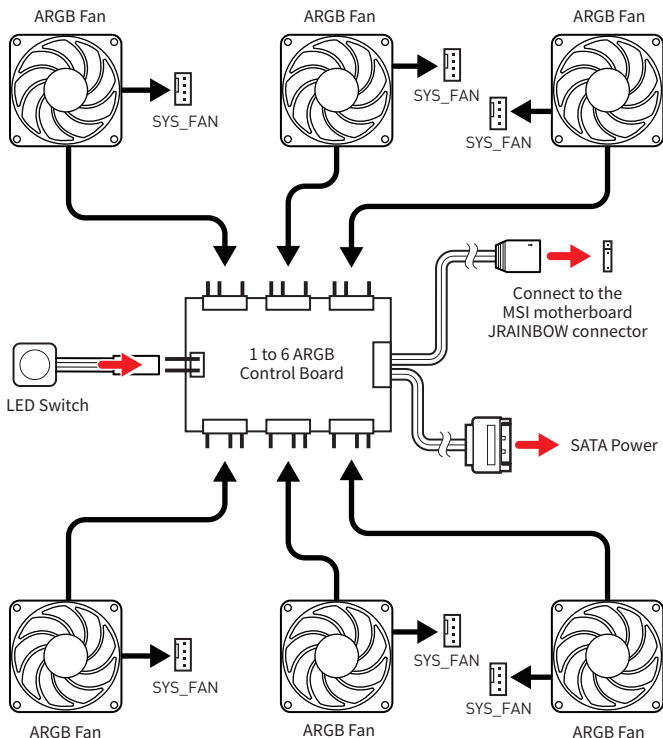 ARGB Fan
ARGB Fan
ARGB Fan
SYS_FAN
SYS_FAN
SYS_FAN
Connect to the
MSI motherboard
JRAINBOW connector
1 to 6 ARGB
Control Board
LED Switch
SATA Power
SYS_FAN
SYS_FAN
SYS_FAN
ARGB Fan
ARGB Fan
ARGB Fan